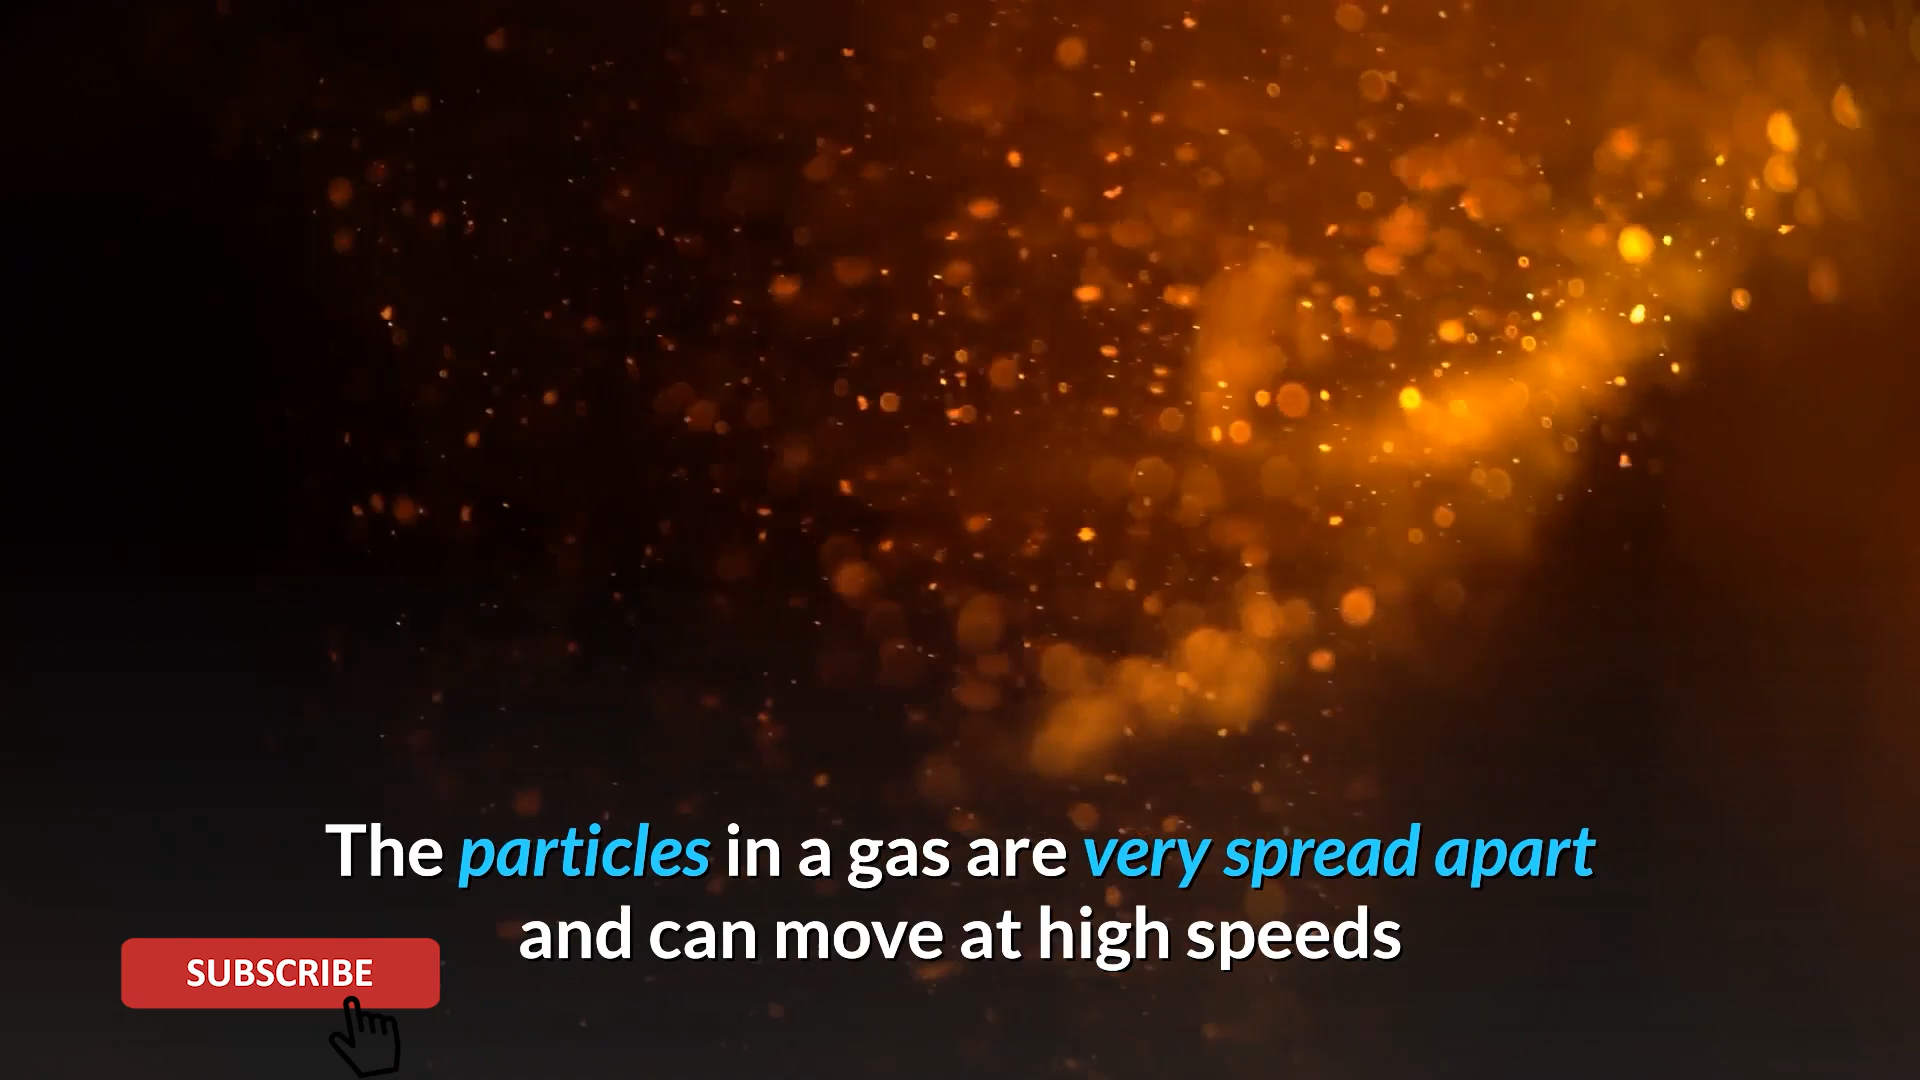 The particles in a gas are very spread apart
and can move at high speeds
SUBSCRIBE